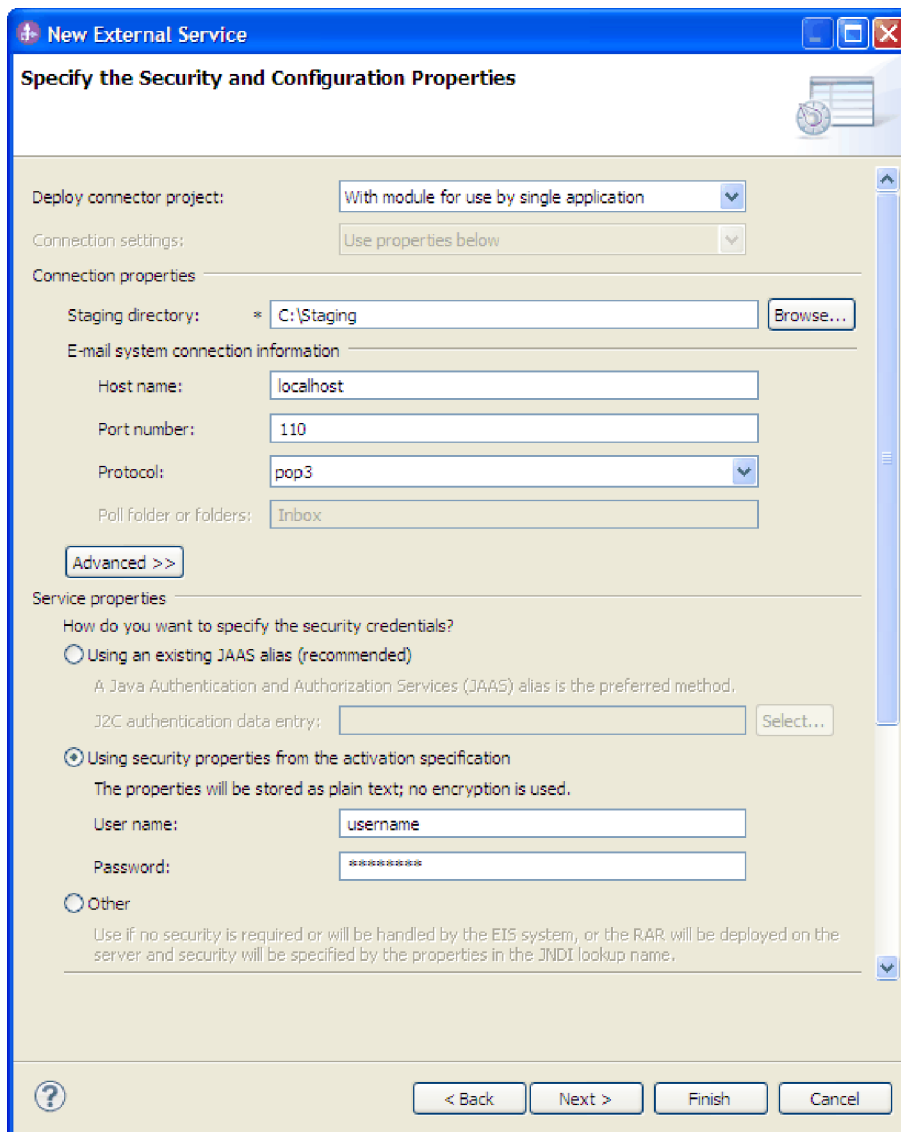 New External Service
Specify the Security and Configuration Properties
Deploy connector project: With module for use by single application
Connection settings: Use properties below
Connection properties
Staging directory: * C:\Staging Browse...
E-mail system connection information
Host name: localhost
Port number: 110
Protocol: pop3
Poll folder or folders: Inbox
Advanced >>
Service properties
How do you want to specify the security credentials?
Using an existing JAAS alias (recommended)
A Java Authentication and Authorization Services (JAAS) alias is the preferred method.
J2C authentication data entry: Select...
Using security properties from the activation specification
The properties will be stored as plain text; no encryption is used.
User name: username
Password: ********
Other
Use if no security is required or will be handled by the EIS system, or the RAR will be deployed on the
server and security will be specified by the properties in the JNDI lookup name.
? < Back Next > Finish Cancel